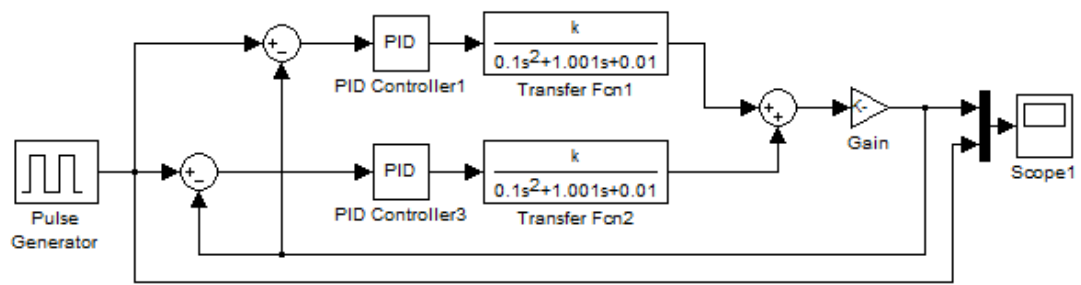 k
0.1s²+1.001s+0.01
PID
PID Controller1
Transfer Fcn1
+
−
+
+
<-
Gain
Scope1
Pulse
Generator
+
−
PID
PID Controller3
k
0.1s²+1.001s+0.01
Transfer Fcn2